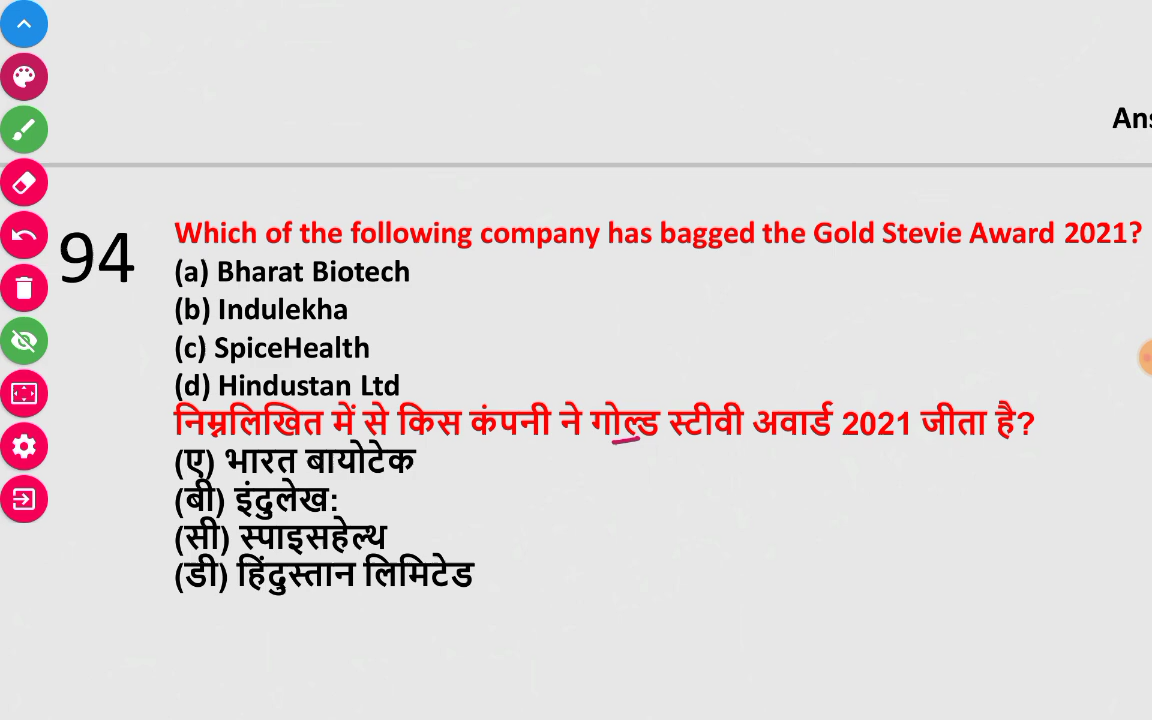 Ans
94
Which of the following company has bagged the Gold Stevie Award 2021?
(a) Bharat Biotech
(b) Indulekha
(c) SpiceHealth
(d) Hindustan Ltd
निम्नलिखित में से किस कंपनी ने गोल्ड स्टीवी अवार्ड 2021 जीता है?
(ए) भारत बायोटेक
(बी) इंदुलेख:
(सी) स्पाइसहेल्थ
(डी) हिंदुस्तान लिमिटेड